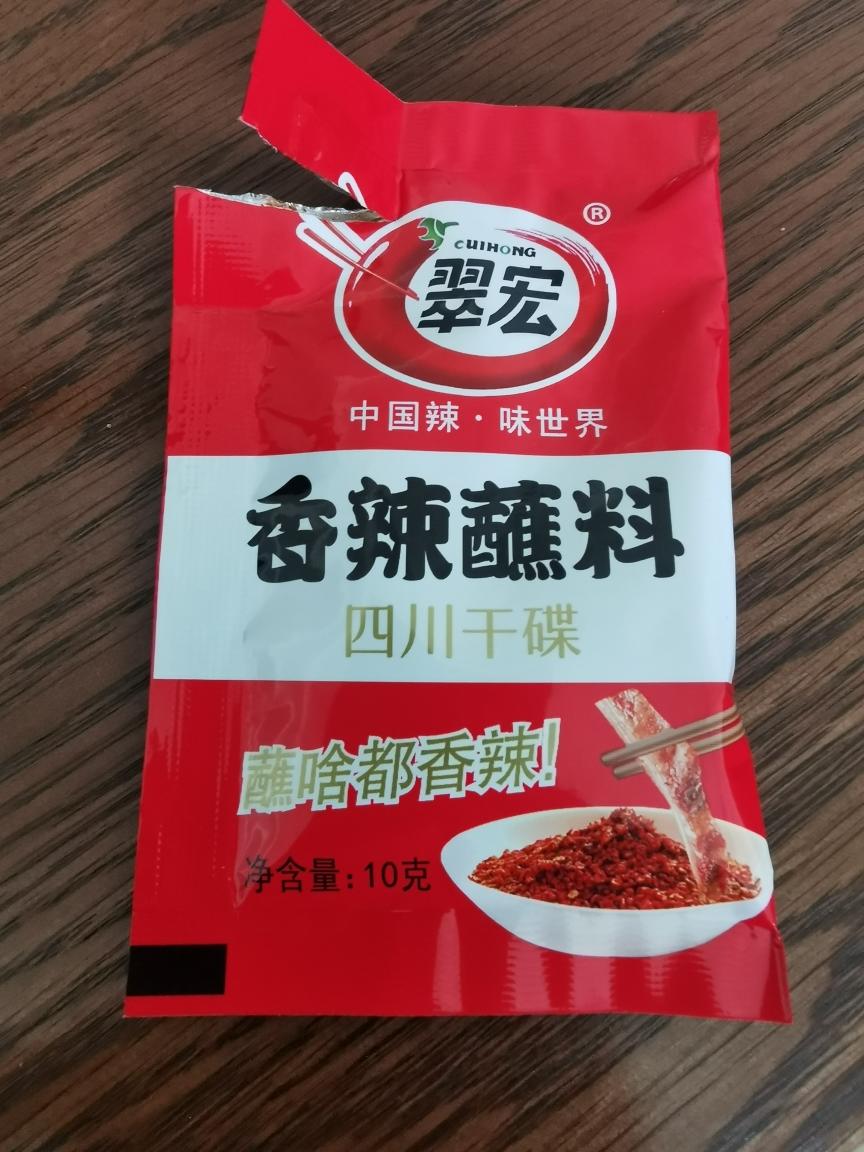 ®
CUIHONG
翠宏
中国辣·味世界
香辣蘸料
四川干碟
蘸啥都香辣!
净含量:10克